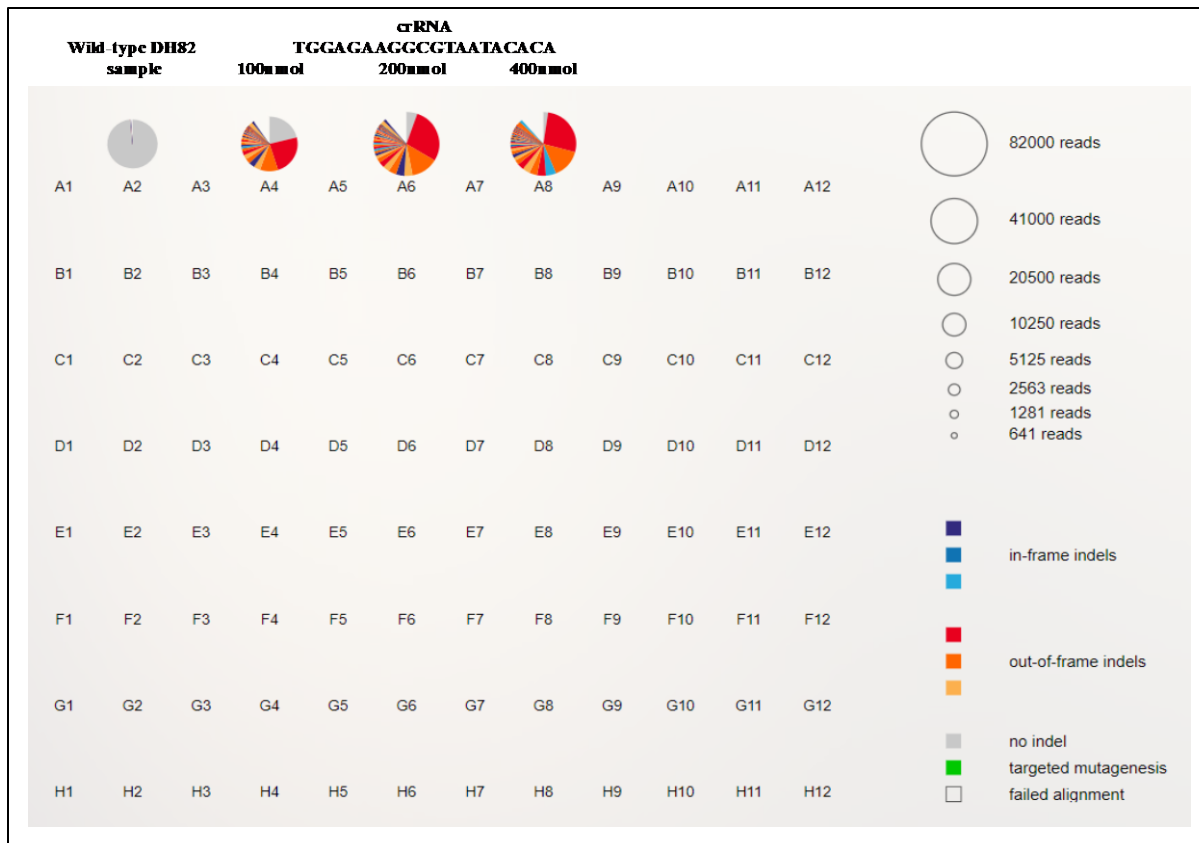 crRNA
Wild-type DH82 TGGAGAAGGCGTAATACACA
sample 100nmol 200nmol 400nmol
82000 reads
A1 A2 A3 A4 A5 A6 A7 A8 A9 A10 A11 A12
41000 reads
B1 B2 B3 B4 B5 B6 B7 B8 B9 B10 B11 B12
20500 reads
10250 reads
C1 C2 C3 C4 C5 C6 C7 C8 C9 C10 C11 C12
5125 reads
2563 reads
1281 reads
641 reads
D1 D2 D3 D4 D5 D6 D7 D8 D9 D10 D11 D12
E1 E2 E3 E4 E5 E6 E7 E8 E9 E10 E11 E12
in-frame indels
F1 F2 F3 F4 F5 F6 F7 F8 F9 F10 F11 F12
out-of-frame indels
G1 G2 G3 G4 G5 G6 G7 G8 G9 G10 G11 G12
no indel
targeted mutagenesis
H1 H2 H3 H4 H5 H6 H7 H8 H9 H10 H11 H12
failed alignment